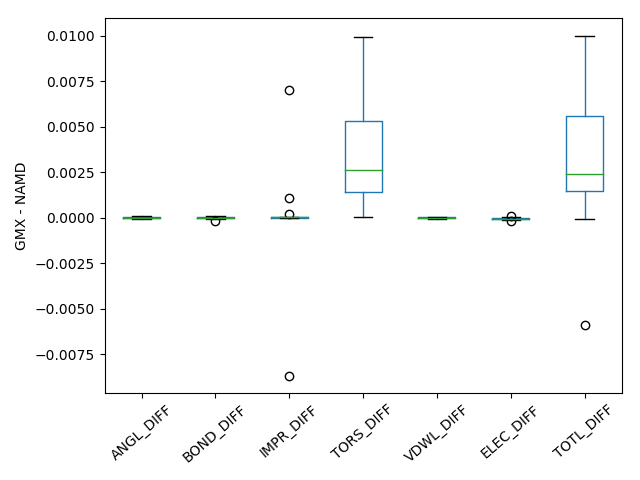 0.0100
0.0075
0.0050
0.0025
0.0000
−0.0025
−0.0050
−0.0075
GMX - NAMD
ANGL_DIFF
BOND_DIFF
IMPR_DIFF
TORS_DIFF
VDWL_DIFF
ELEC_DIFF
TOTL_DIFF